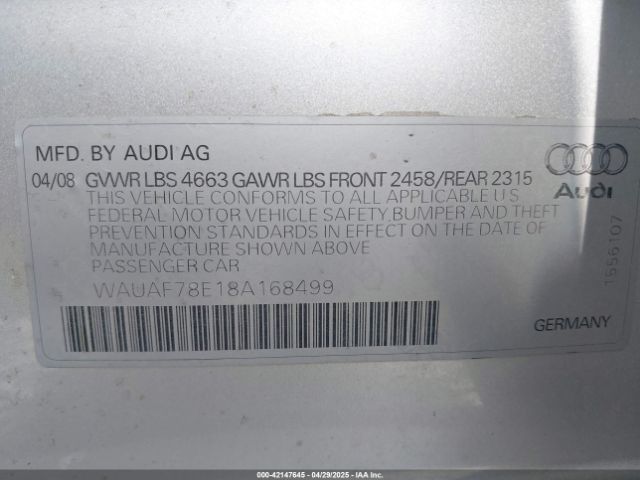 MFD. BY AUDI AG
04/08 GVWR LBS 4663 GAWR LBS FRONT 2458/REAR 2315
THIS VEHICLE CONFORMS TO ALL APPLICABLE U S
FEDERAL MOTOR VEHICLE SAFETY, BUMPER AND THEFT
PREVENTION STANDARDS IN EFFECT ON THE DATE OF
MANUFACTURE SHOWN ABOVE
PASSENGER CAR
WAUAF78E18A168499
Audi
1556107
GERMANY
000-42147645 - 04/29/2025 - IAAI.COM